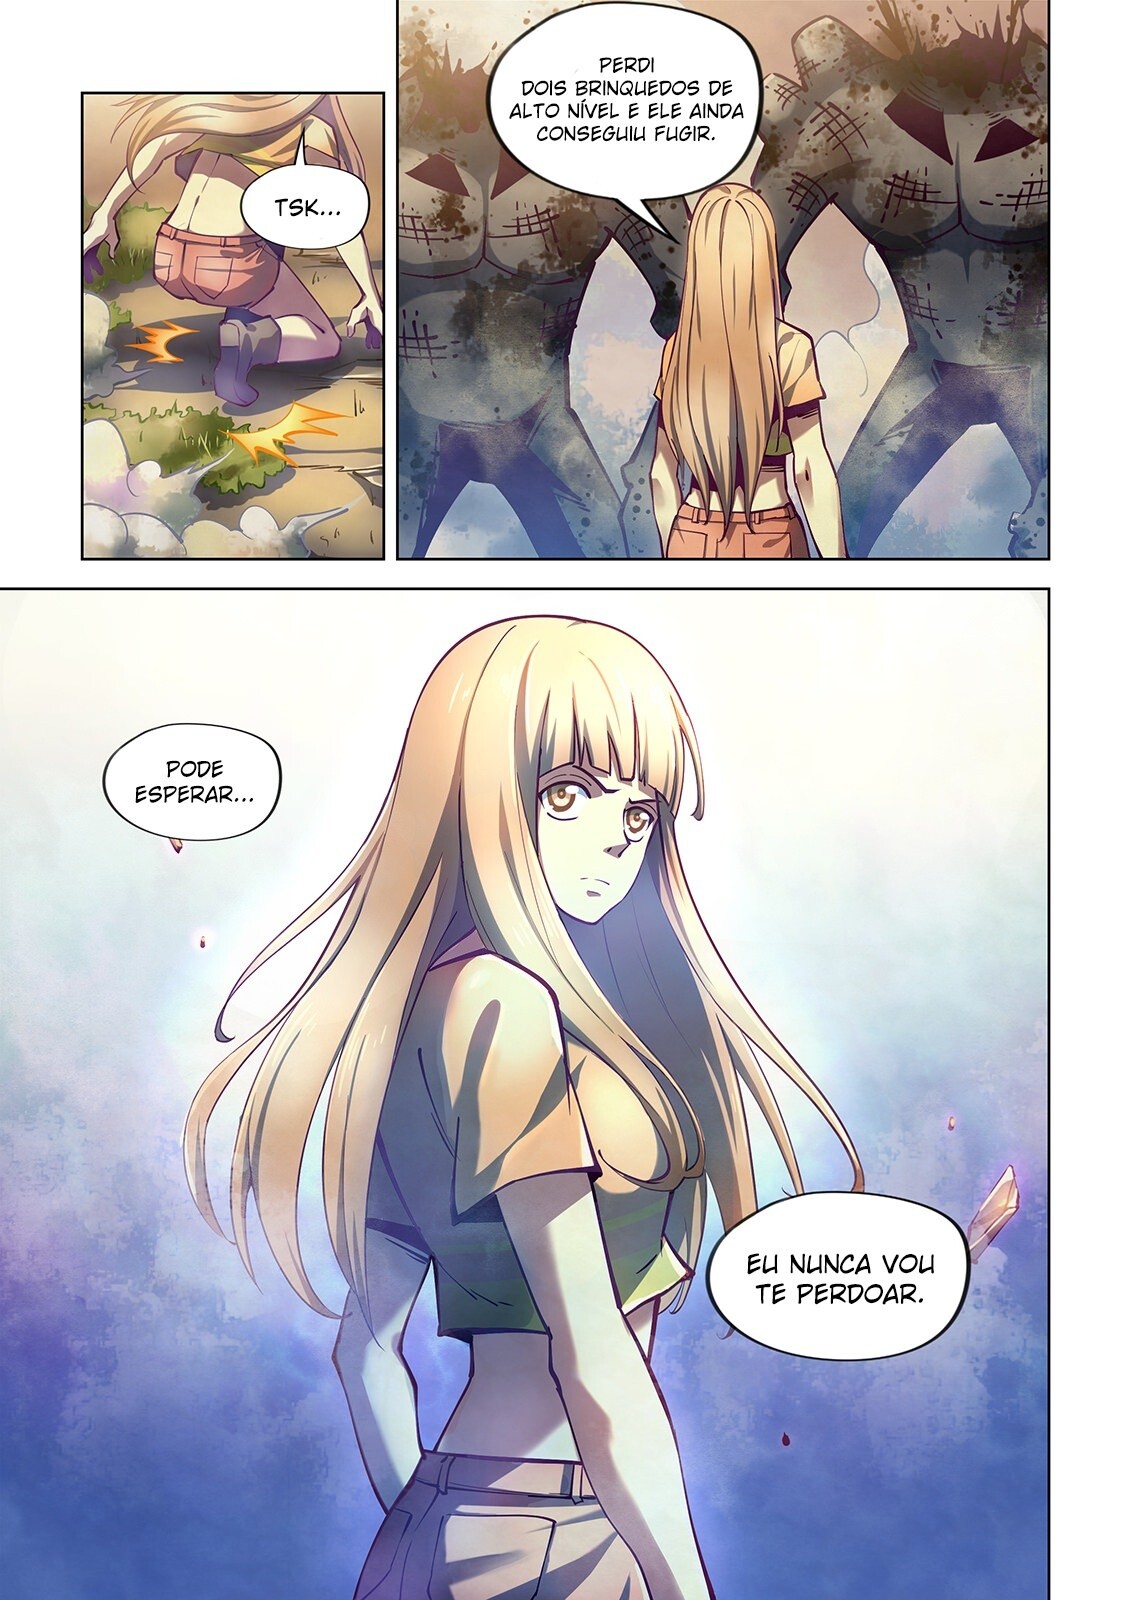 TSK...
PERDI
DOIS BRINQUEDOS DE
ALTO NÍVEL E ELE AINDA
CONSEGUIU FUGIR.
PODE
ESPERAR...
EU NUNCA VOU
TE PERDOAR.